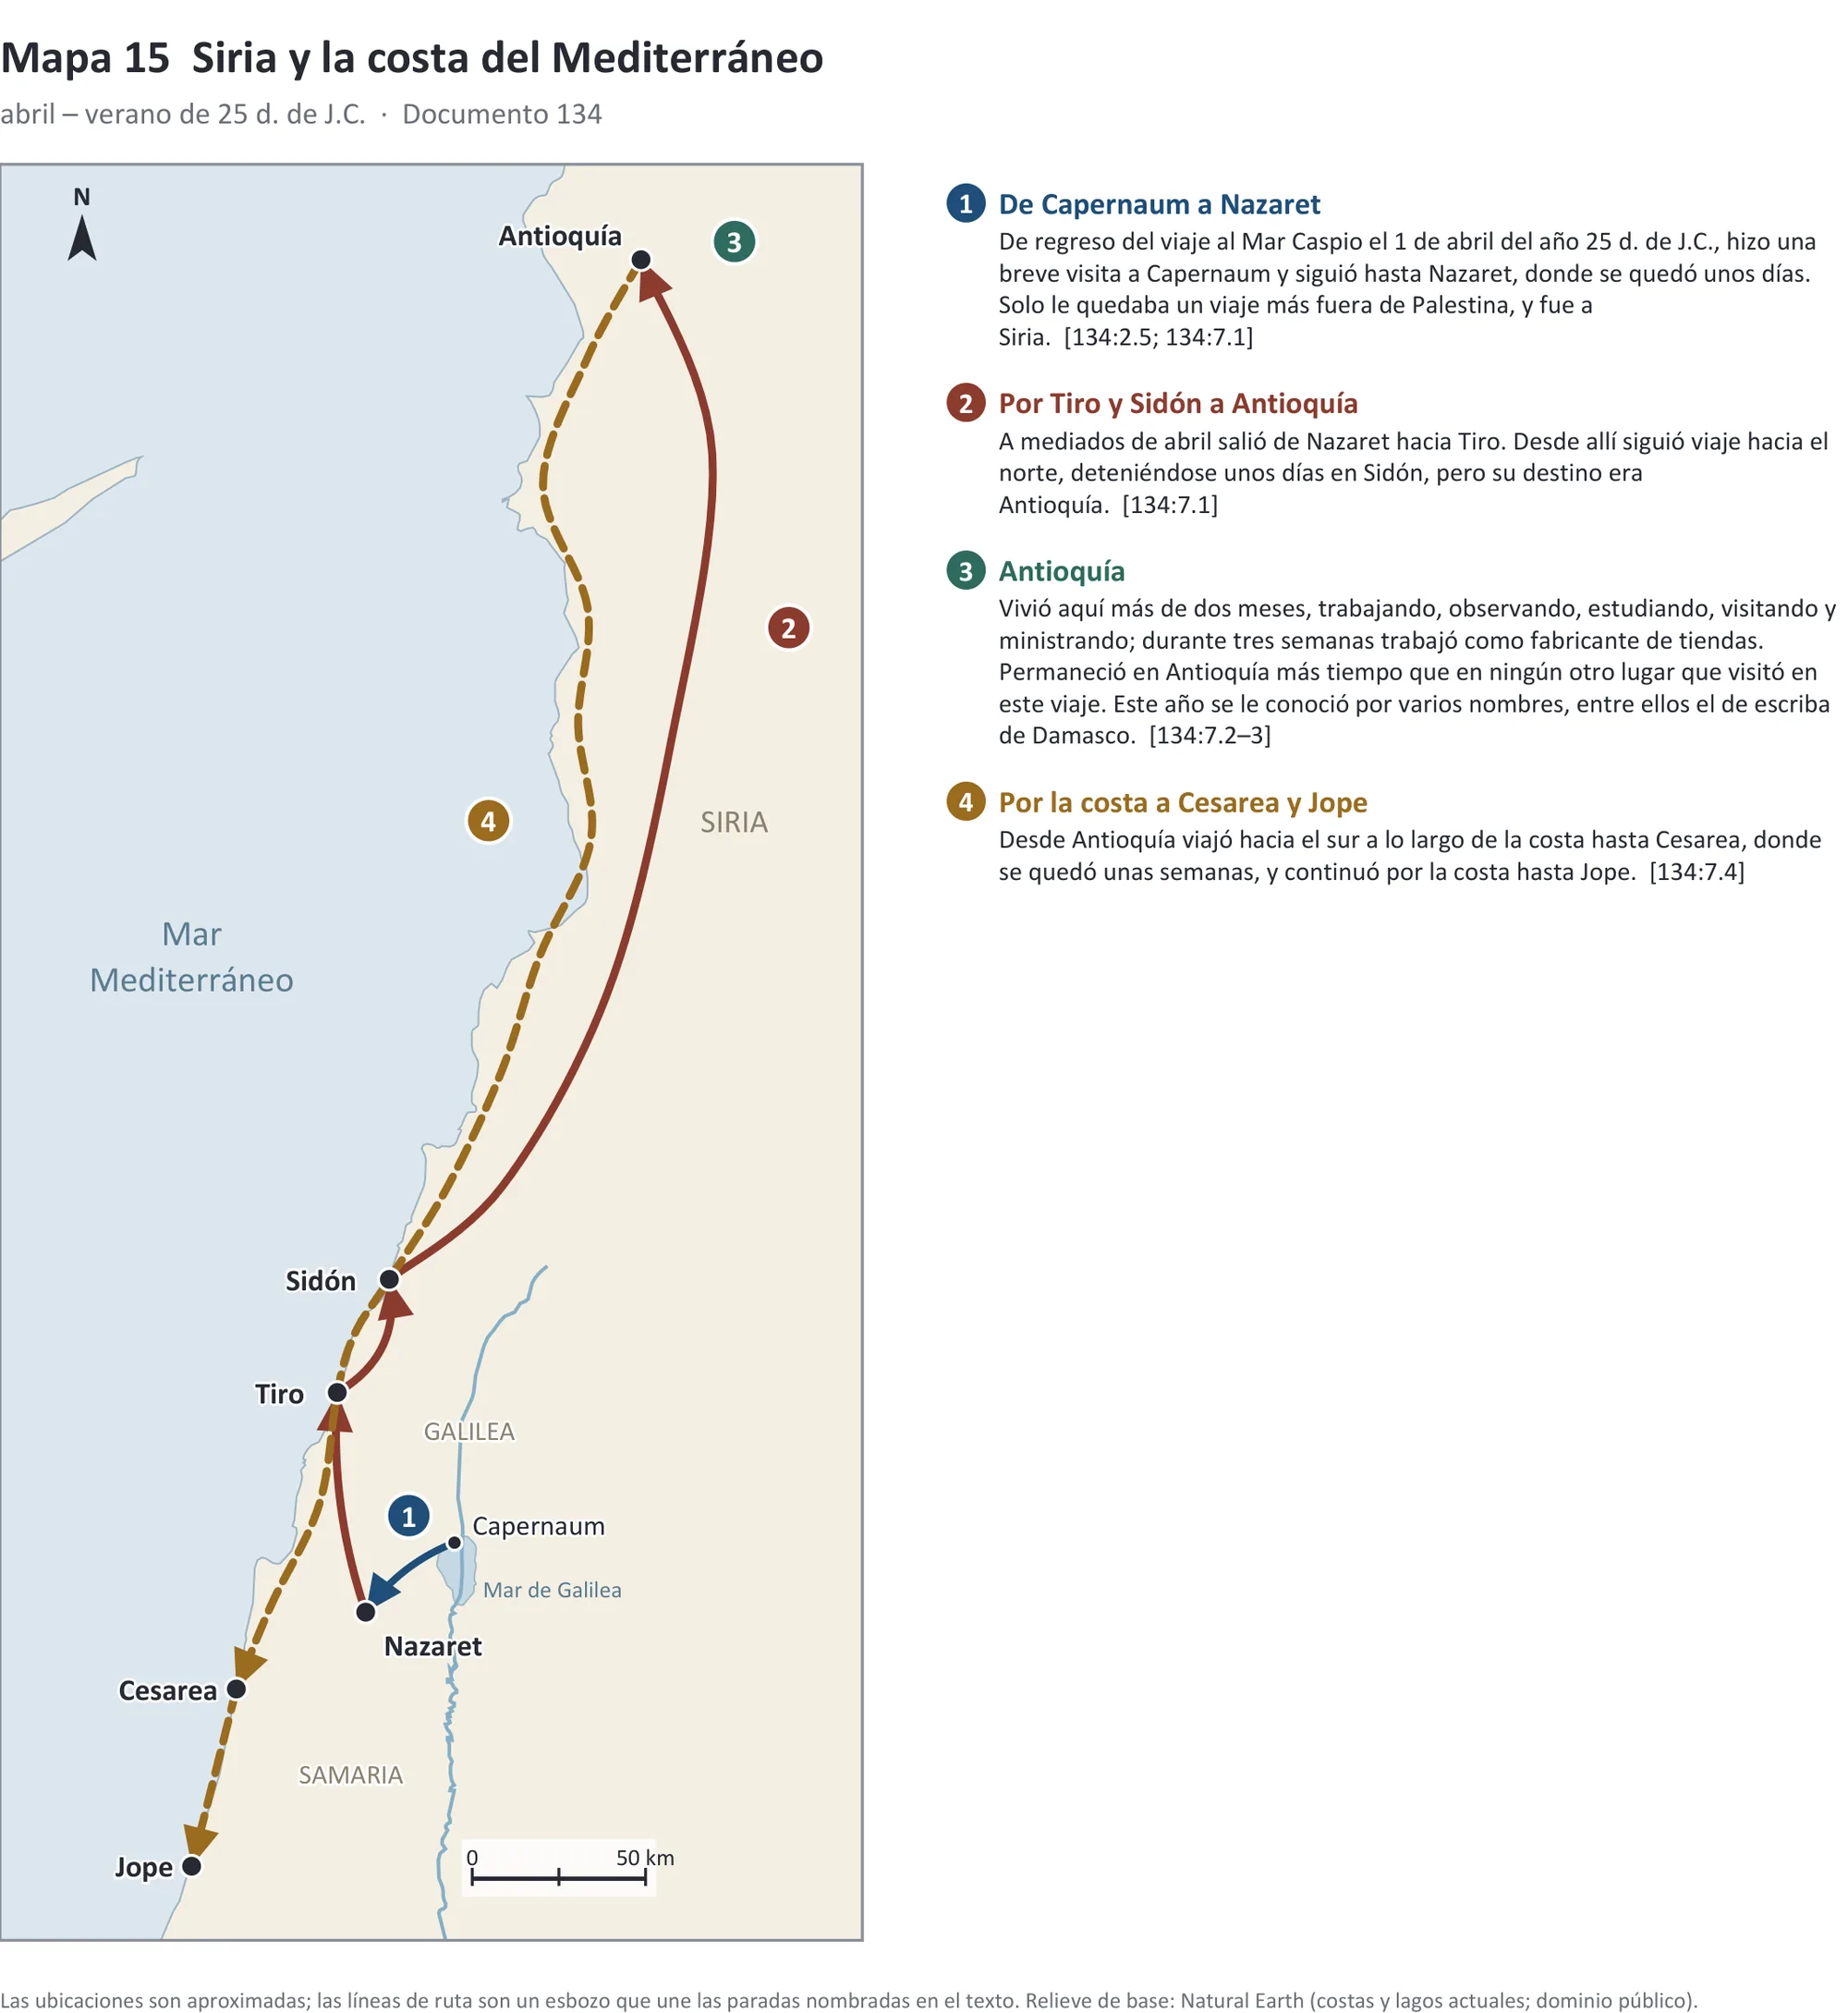 Mapa 15  Siria y la costa del Mediterráneo
abril – verano de 25 d. de J.C.  ·  Documento 134
N
Antioquía
3
2
4
SIRIA
Mar
Mediterráneo
Sidón
Tiro
GALILEA
1
Capernaum
Mar de Galilea
Nazaret
Cesarea
SAMARIA
Jope
0 50 km
1 De Capernaum a Nazaret
De regreso del viaje al Mar Caspio el 1 de abril del año 25 d. de J.C., hizo una
breve visita a Capernaum y siguió hasta Nazaret, donde se quedó unos días.
Solo le quedaba un viaje más fuera de Palestina, y fue a
Siria.  [134:2.5; 134:7.1]
2 Por Tiro y Sidón a Antioquía
A mediados de abril salió de Nazaret hacia Tiro. Desde allí siguió viaje hacia el
norte, deteniéndose unos días en Sidón, pero su destino era
Antioquía.  [134:7.1]
3 Antioquía
Vivió aquí más de dos meses, trabajando, observando, estudiando, visitando y
ministrando; durante tres semanas trabajó como fabricante de tiendas.
Permaneció en Antioquía más tiempo que en ningún otro lugar que visitó en
este viaje. Este año se le conoció por varios nombres, entre ellos el de escriba
de Damasco.  [134:7.2–3]
4 Por la costa a Cesarea y Jope
Desde Antioquía viajó hacia el sur a lo largo de la costa hasta Cesarea, donde
se quedó unas semanas, y continuó por la costa hasta Jope.  [134:7.4]
Las ubicaciones son aproximadas; las líneas de ruta son un esbozo que une las paradas nombradas en el texto. Relieve de base: Natural Earth (costas y lagos actuales; dominio público).